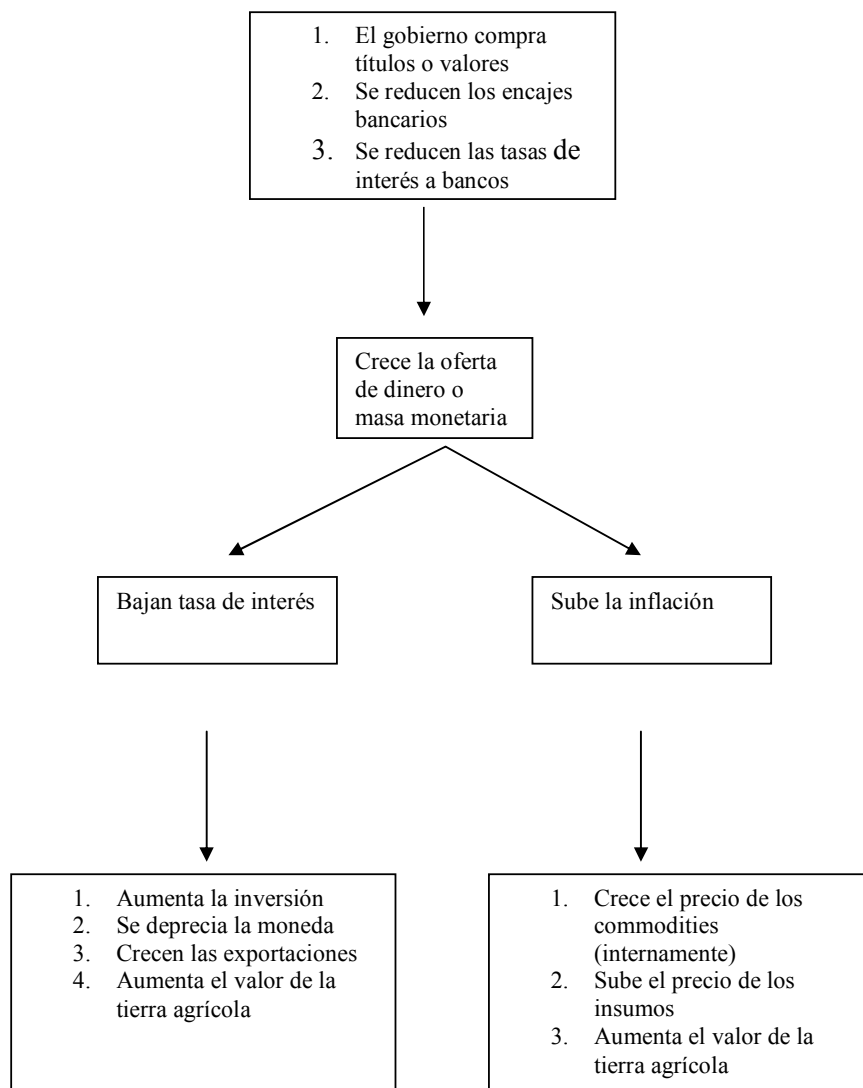 1. El gobierno compra
títulos o valores
2. Se reducen los encajes
bancarios
3. Se reducen las tasas de
interés a bancos
Crece la oferta
de dinero o
masa monetaria
Bajan tasa de interés
Sube la inflación
1. Aumenta la inversión
2. Se deprecia la moneda
3. Crecen las exportaciones
4. Aumenta el valor de la
tierra agrícola
1. Crece el precio de los
commodities
(internamente)
2. Sube el precio de los
insumos
3. Aumenta el valor de la
tierra agrícola